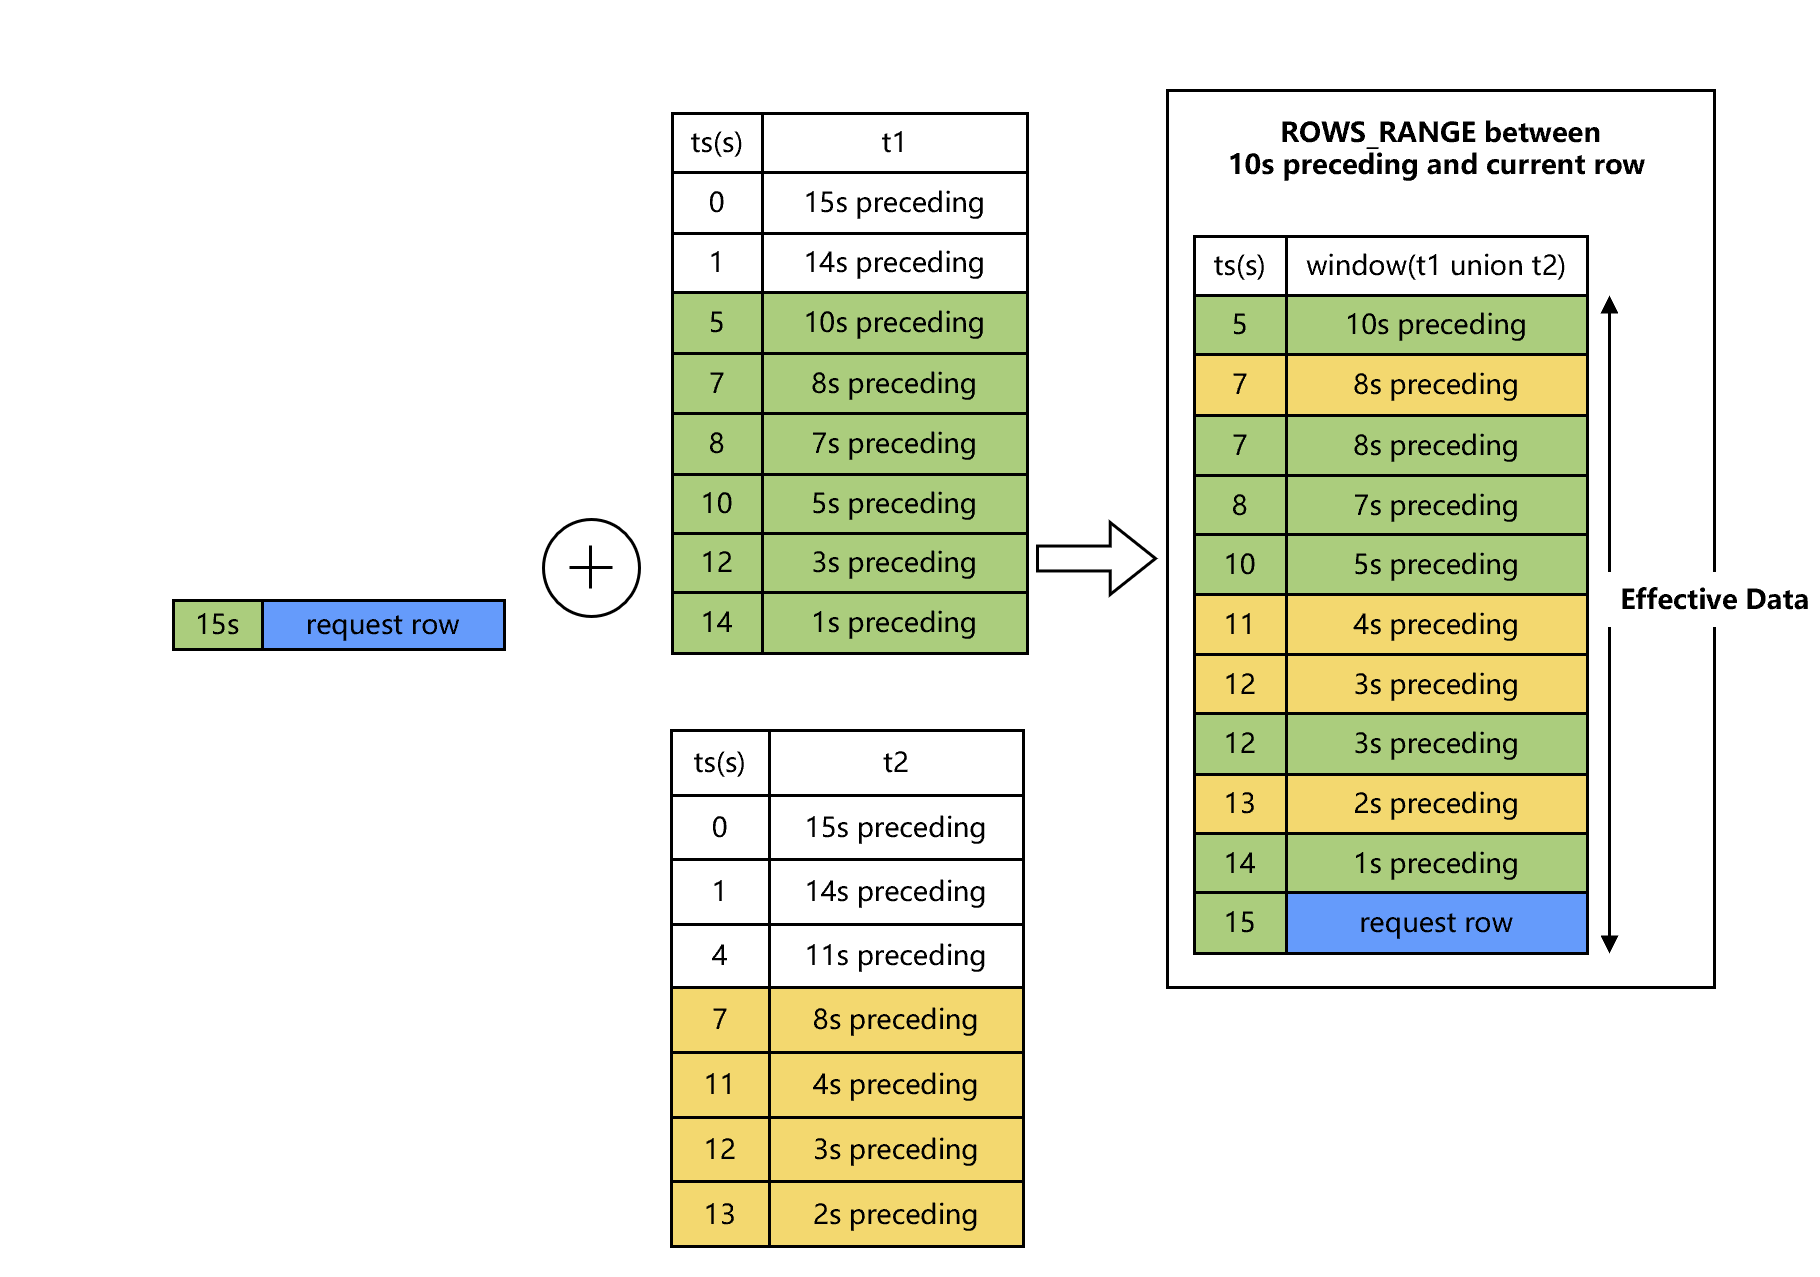 15s request row
ts(s) t1
0 15s preceding
1 14s preceding
5 10s preceding
7 8s preceding
8 7s preceding
10 5s preceding
12 3s preceding
14 1s preceding
ts(s) t2
0 15s preceding
1 14s preceding
4 11s preceding
7 8s preceding
11 4s preceding
12 3s preceding
13 2s preceding
ROWS_RANGE between
10s preceding and current row
ts(s) window(t1 union t2)
5 10s preceding
7 8s preceding
7 8s preceding
8 7s preceding
10 5s preceding
11 4s preceding
12 3s preceding
12 3s preceding
13 2s preceding
14 1s preceding
15 request row
Effective Data